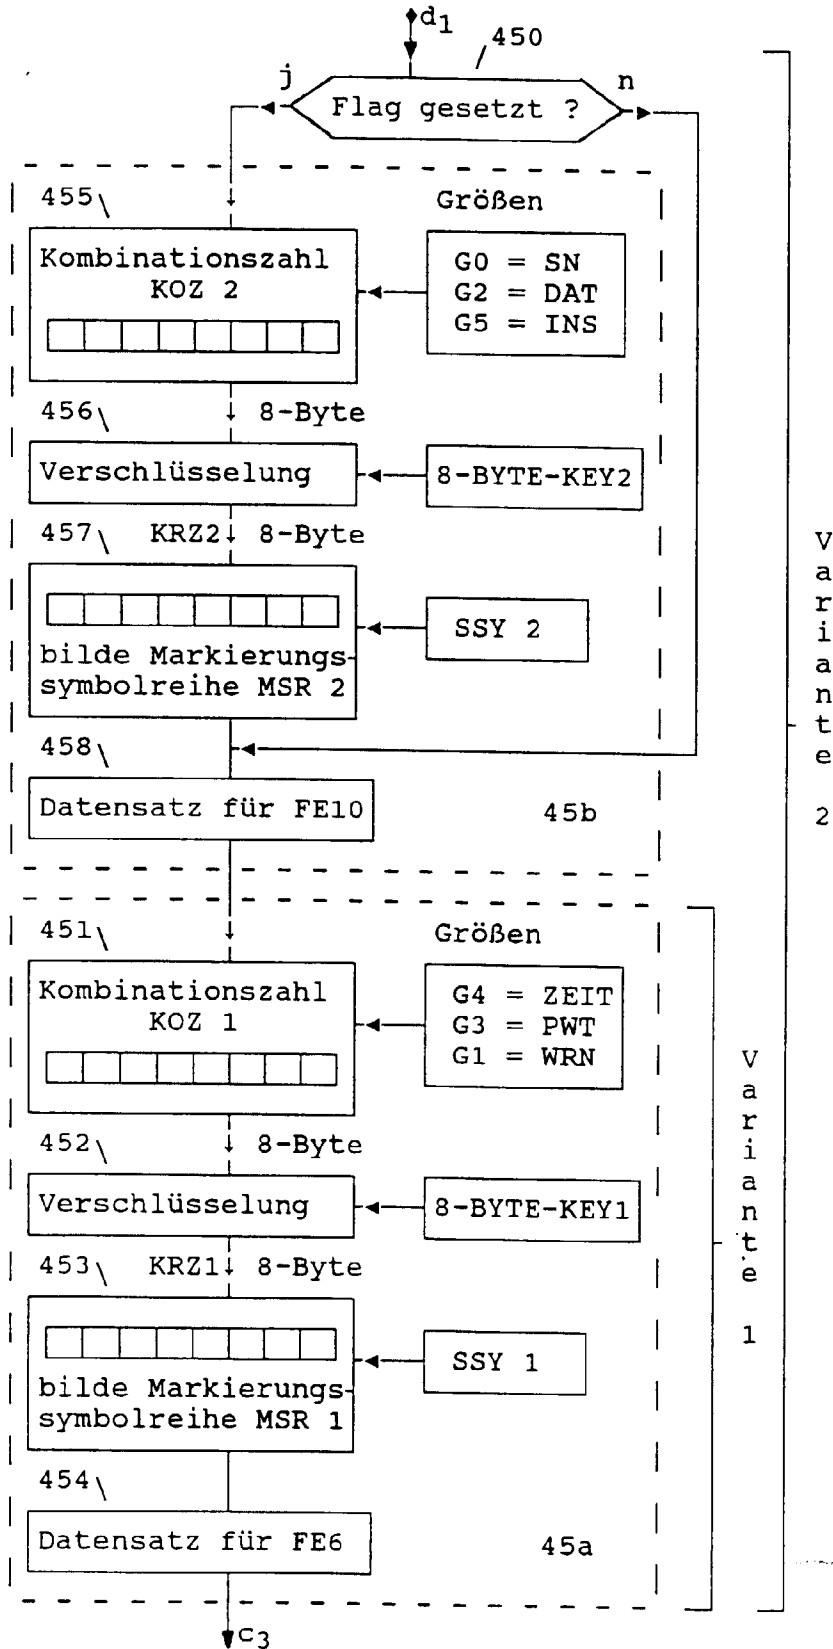 d1
450
j
n
Flag gesetzt ?
455
Größen
Kombinationszahl
KOZ 2
G0 = SN
G2 = DAT
G5 = INS
456
8-Byte
Verschlüsselung
8-BYTE-KEY2
457
KRZ2
8-Byte
SSY 2
bilde Markierungs-
symbolreihe MSR 2
458
Datensatz für FE10
45b
Variante 2
451
Größen
Kombinationszahl
KOZ 1
G4 = ZEIT
G3 = PWT
G1 = WRN
452
8-Byte
Verschlüsselung
8-BYTE-KEY1
453
KRZ1
8-Byte
SSY 1
bilde Markierungs-
symbolreihe MSR 1
454
Datensatz für FE6
45a
Variante 1
c3